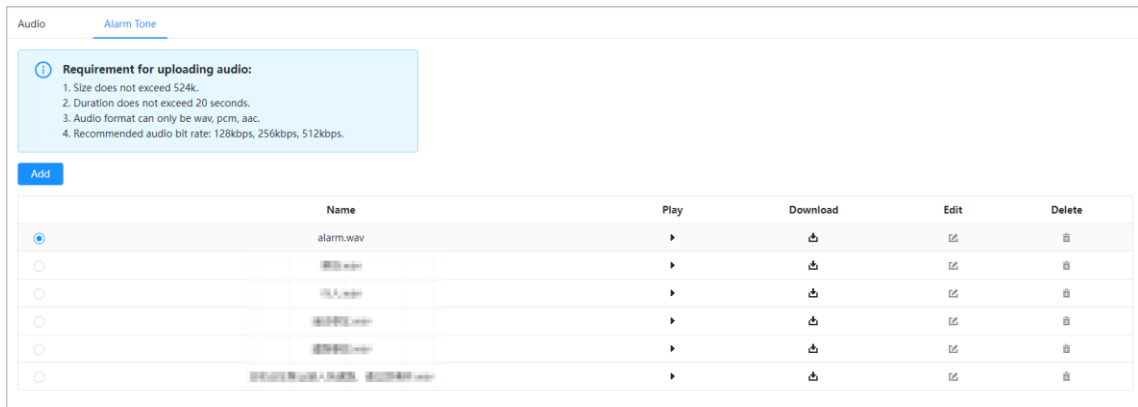 Audio Alarm Tone
Requirement for uploading audio:
1. Size does not exceed 524k.
2. Duration does not exceed 20 seconds.
3. Audio format can only be wav, pcm, aac.
4. Recommended audio bit rate: 128kbps, 256kbps, 512kbps.
Add
Name Play Download Edit Delete
alarm.wav